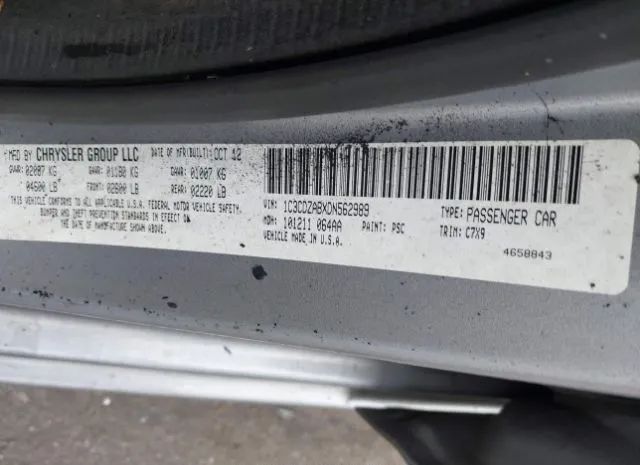 MFD BY CHRYSLER GROUP LLC DATE OF MFR(BUILT): OCT 12
GVWR: 02087 KG GAWR: 01180 KG GAWR: 01007 KG
: 04600 LB FRONT: 02600 LB REAR: 02220 LB
THIS VEHICLE CONFORMS TO ALL APPLICABLE U.S.A. FEDERAL MOTOR VEHICLE SAFETY,
BUMPER AND THEFT PREVENTION STANDARDS IN EFFECT ON
THE DATE OF MANUFACTURE SHOWN ABOVE.
VIN: 1C3CDZABXDN562989 TYPE: PASSENGER CAR
MDH: 101211 064AA PAINT: PSC TRIM: C7X9
VEHICLE MADE IN U.S.A.
4658843